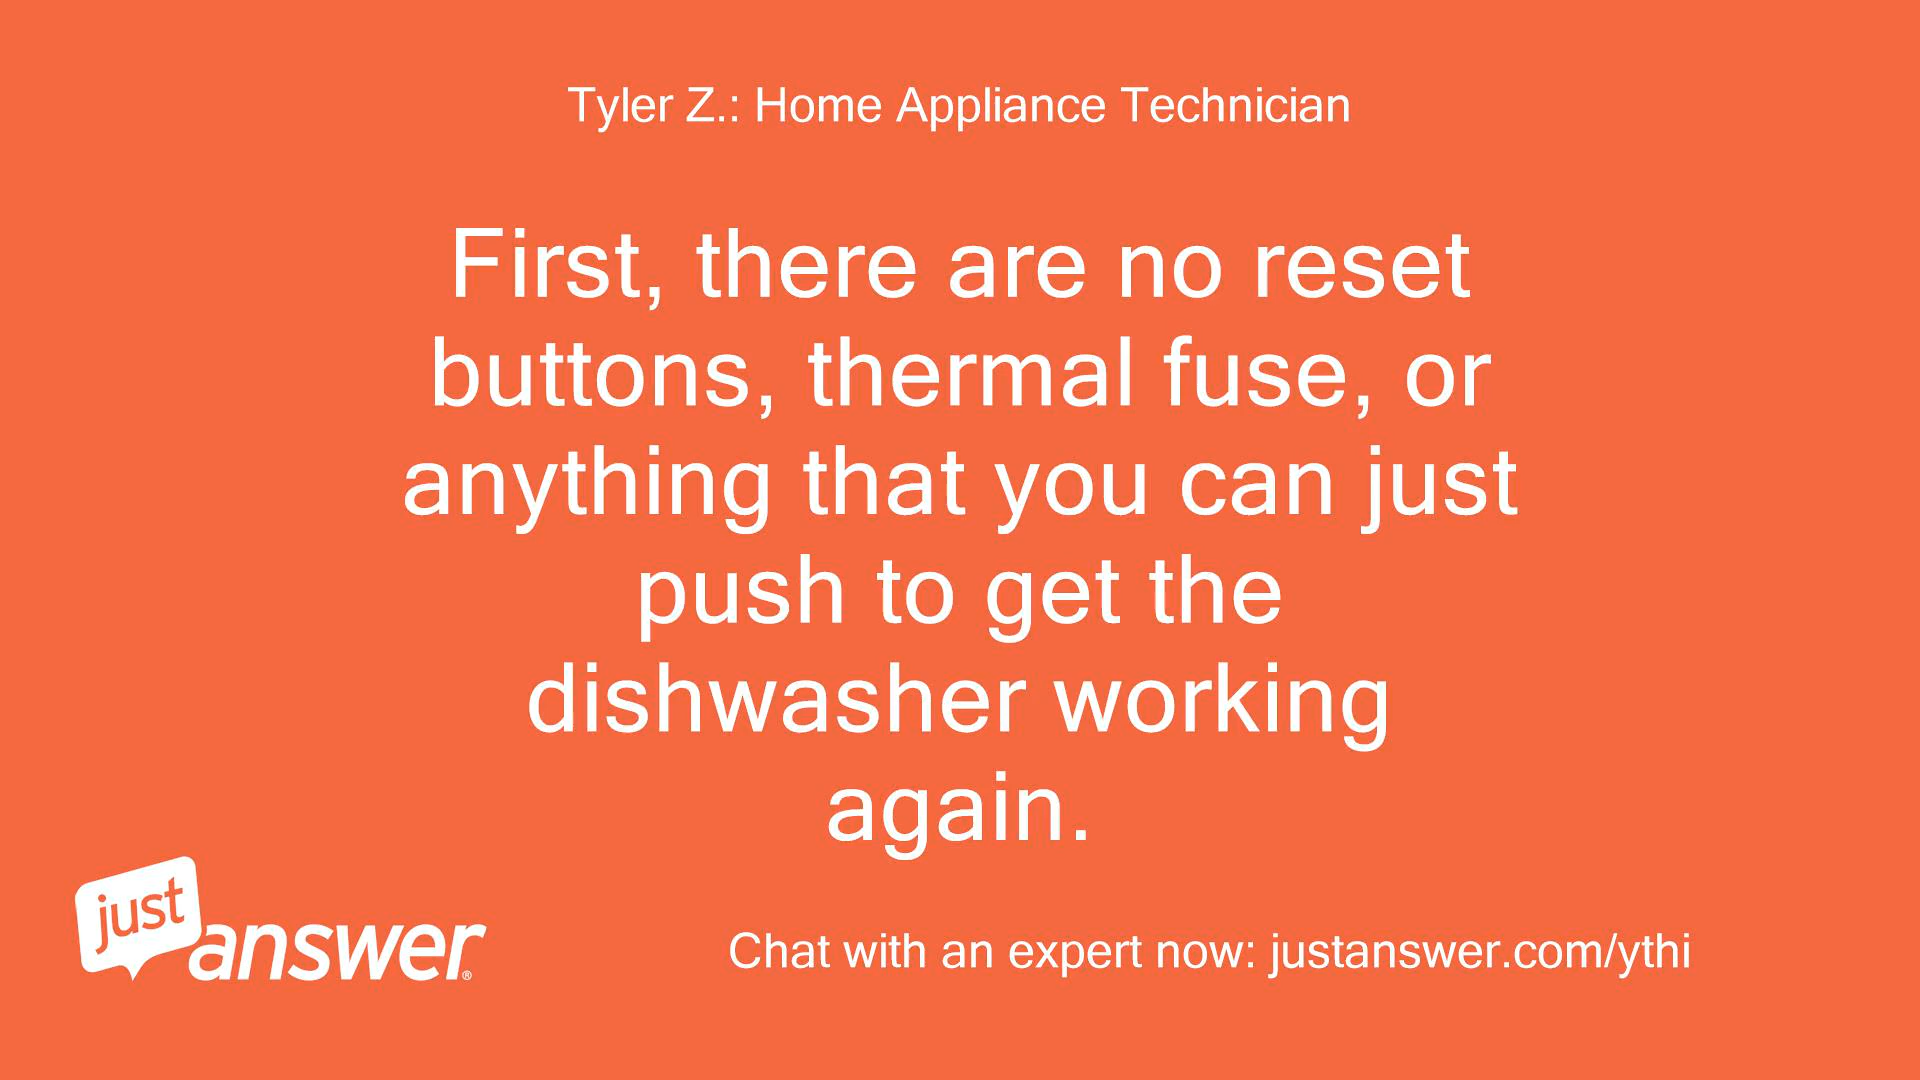 Tyler Z.: Home Appliance Technician
First, there are no reset
buttons, thermal fuse, or
anything that you can just
push to get the
dishwasher working
again.
just
answer®
Chat with an expert now: justanswer.com/ythi